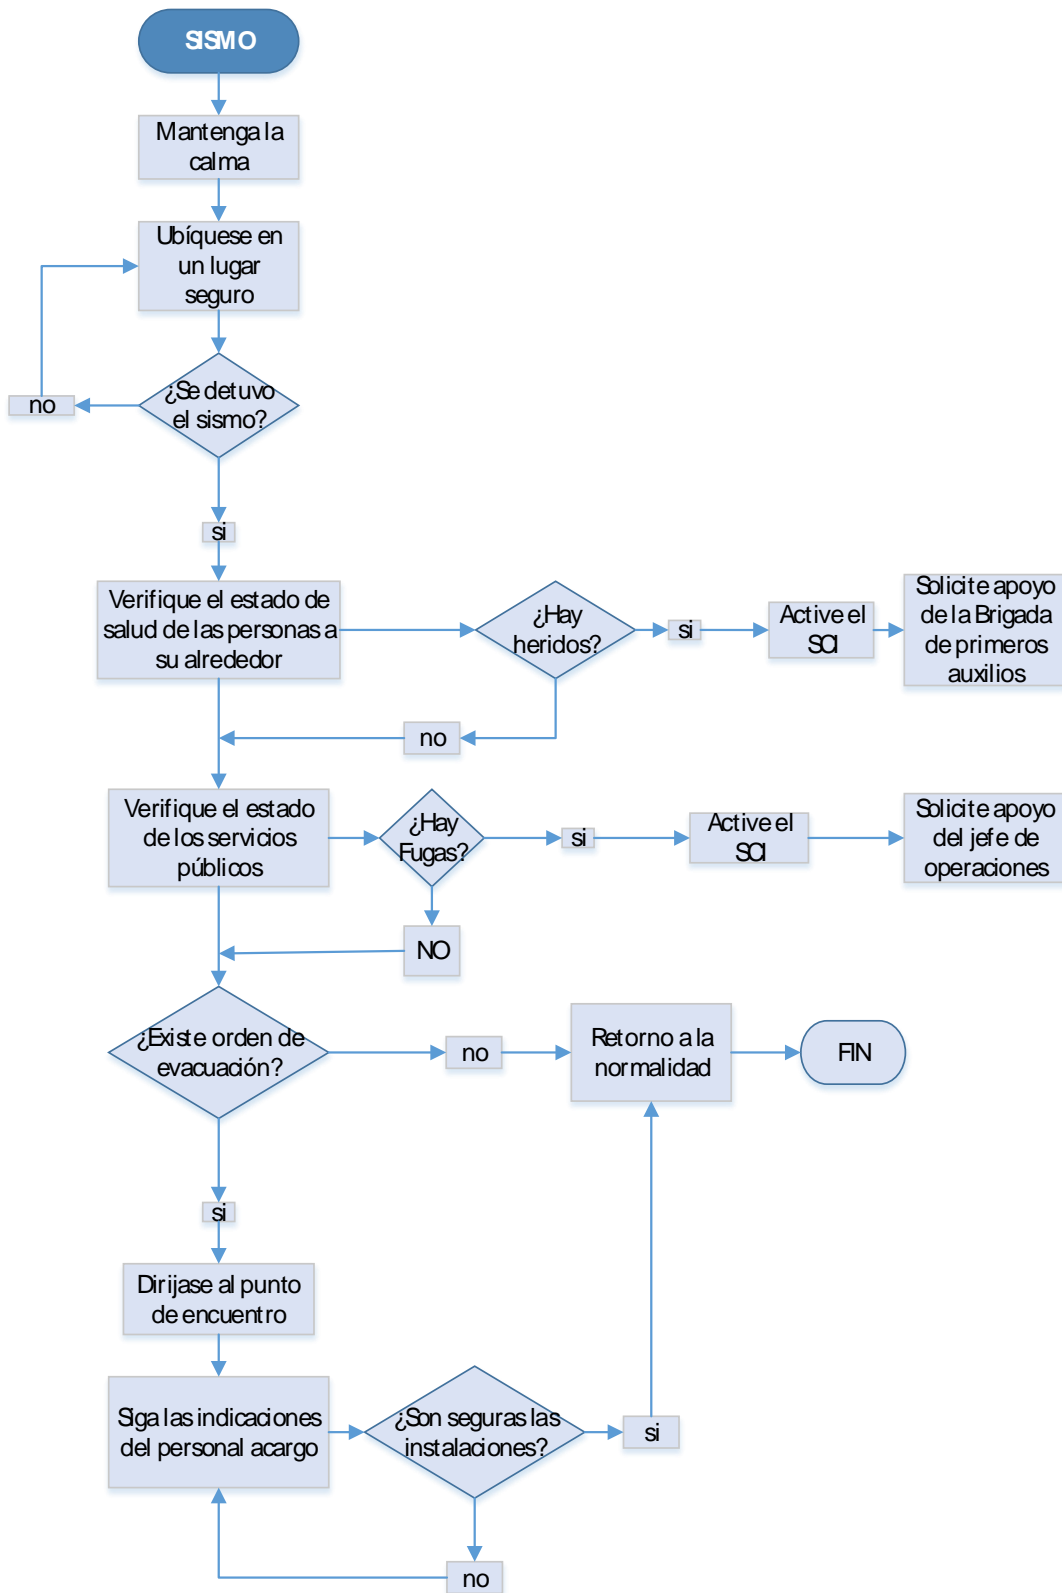 SISMO
Mantenga la
calma
Ubíquese en
un lugar
seguro
¿Se detuvo
el sismo?
no
si
Verifique el estado de
salud de las personas a
su alrededor
¿Hay
heridos?
si
Active el
SCI
Solicite apoyo
de la Brigada
de primeros
auxilios
no
Verifique el estado
de los servicios
públicos
¿Hay
Fugas?
si
Active el
SCI
Solicite apoyo
del jefe de
operaciones
NO
¿Existe orden de
evacuación?
no
Retorno a la
normalidad
FIN
si
Dirijase al punto
de encuentro
Siga las indicaciones
del personal acargo
¿Son seguras las
instalaciones?
si
no